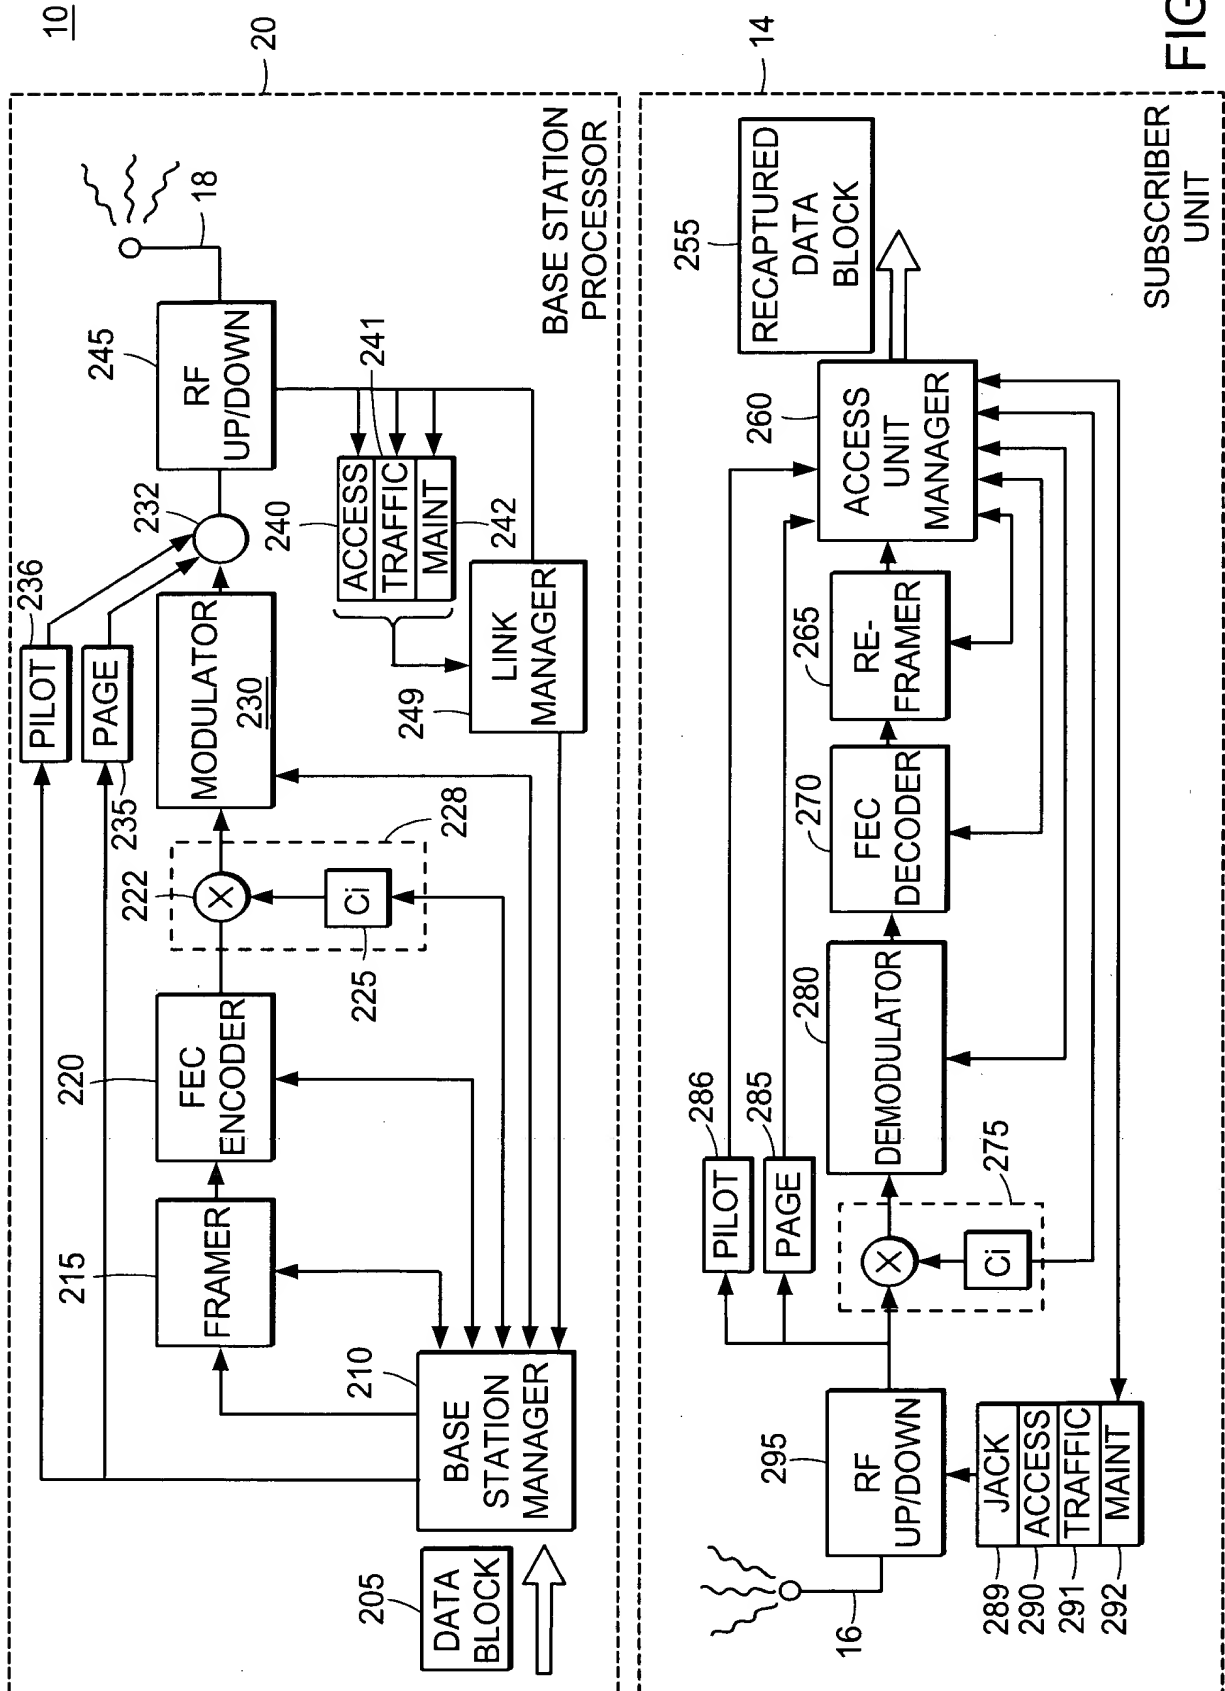 10
20
BASE STATION
PROCESSOR
18
245
RF
UP/DOWN
232
236
PILOT
PAGE
235
MODULATOR
230
240
241
242
ACCESS
TRAFFIC
MAINT
249
LINK
MANAGER
228
222
X
Ci
225
220
FEC
ENCODER
215
FRAMER
210
BASE
STATION
MANAGER
205
DATA
BLOCK
14
SUBSCRIBER
UNIT
255
RECAPTURED
DATA
BLOCK
260
ACCESS
UNIT
MANAGER
265
RE-
FRAMER
270
FEC
DECODER
280
DEMODULATOR
286
PILOT
285
PAGE
275
X
Ci
295
RF
UP/DOWN
16
289
JACK
290
ACCESS
291
TRAFFIC
292
MAINT
FIG